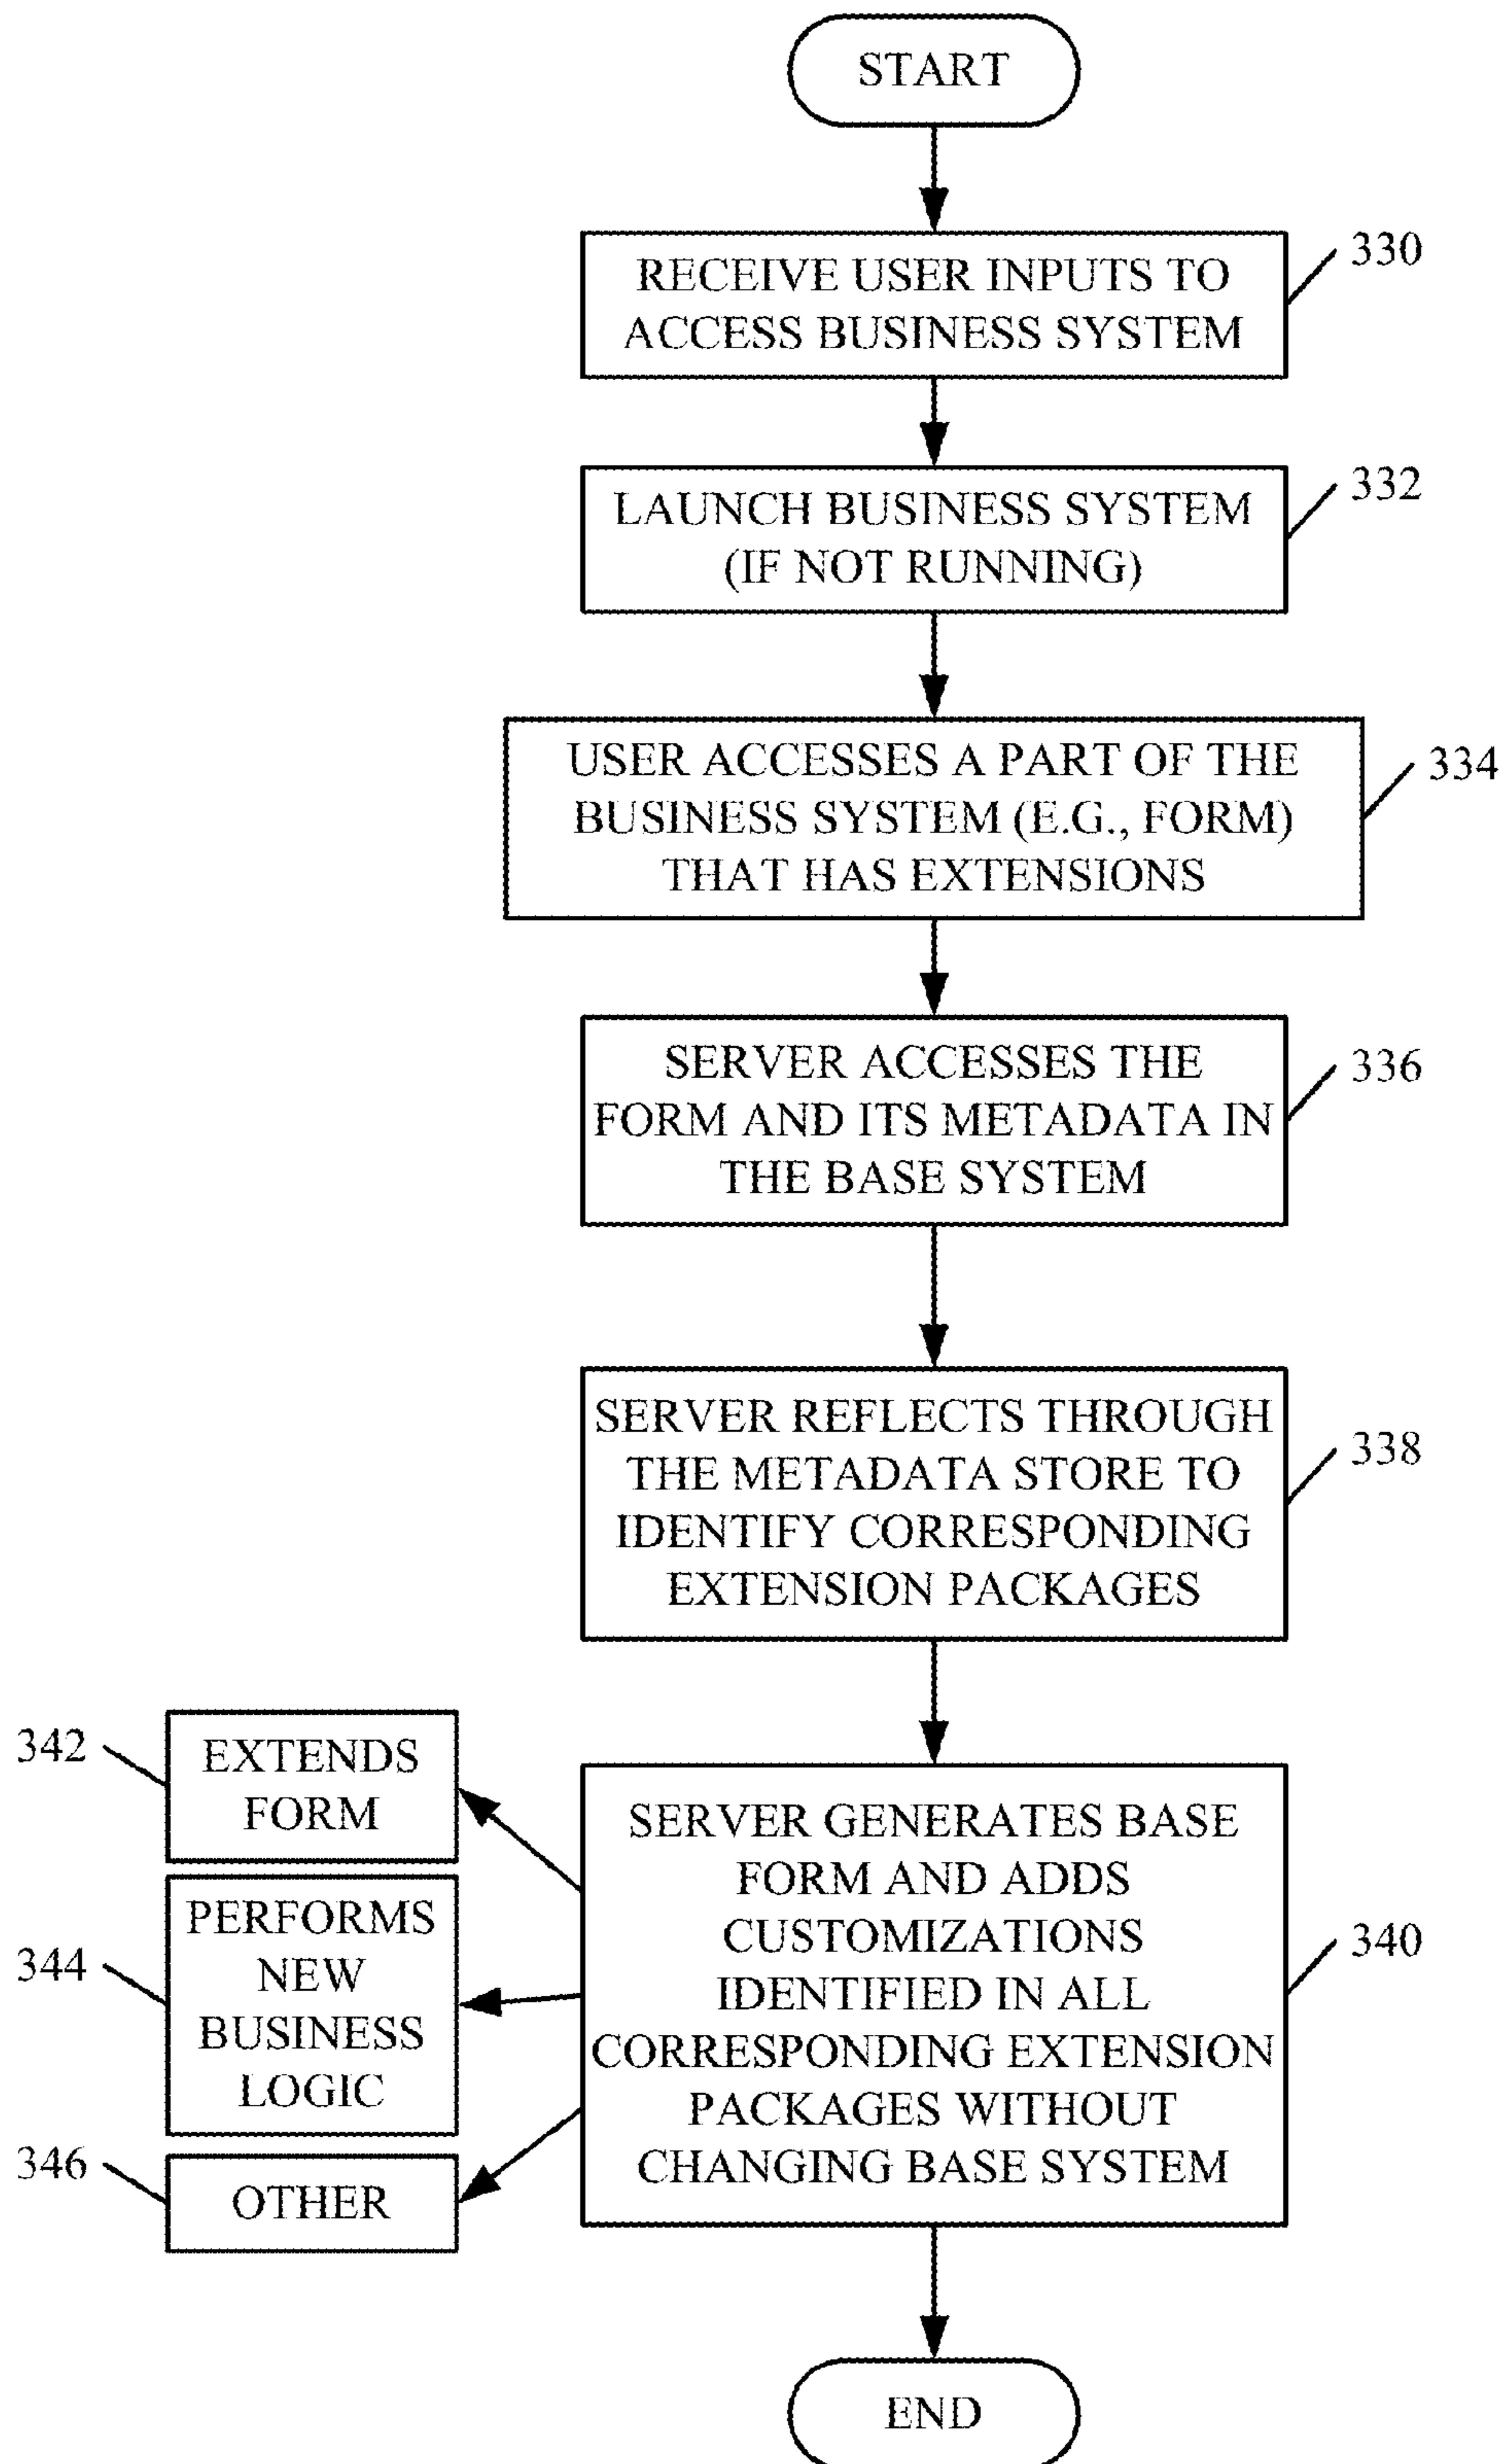 START
RECEIVE USER INPUTS TO
ACCESS BUSINESS SYSTEM
330
LAUNCH BUSINESS SYSTEM
(IF NOT RUNNING)
332
USER ACCESSES A PART OF THE
BUSINESS SYSTEM (E.G., FORM)
THAT HAS EXTENSIONS
334
SERVER ACCESSES THE
FORM AND ITS METADATA IN
THE BASE SYSTEM
336
SERVER REFLECTS THROUGH
THE METADATA STORE TO
IDENTIFY CORRESPONDING
EXTENSION PACKAGES
338
SERVER GENERATES BASE
FORM AND ADDS
CUSTOMIZATIONS
IDENTIFIED IN ALL
CORRESPONDING EXTENSION
PACKAGES WITHOUT
CHANGING BASE SYSTEM
340
342
EXTENDS
FORM
344
PERFORMS
NEW
BUSINESS
LOGIC
346
OTHER
END